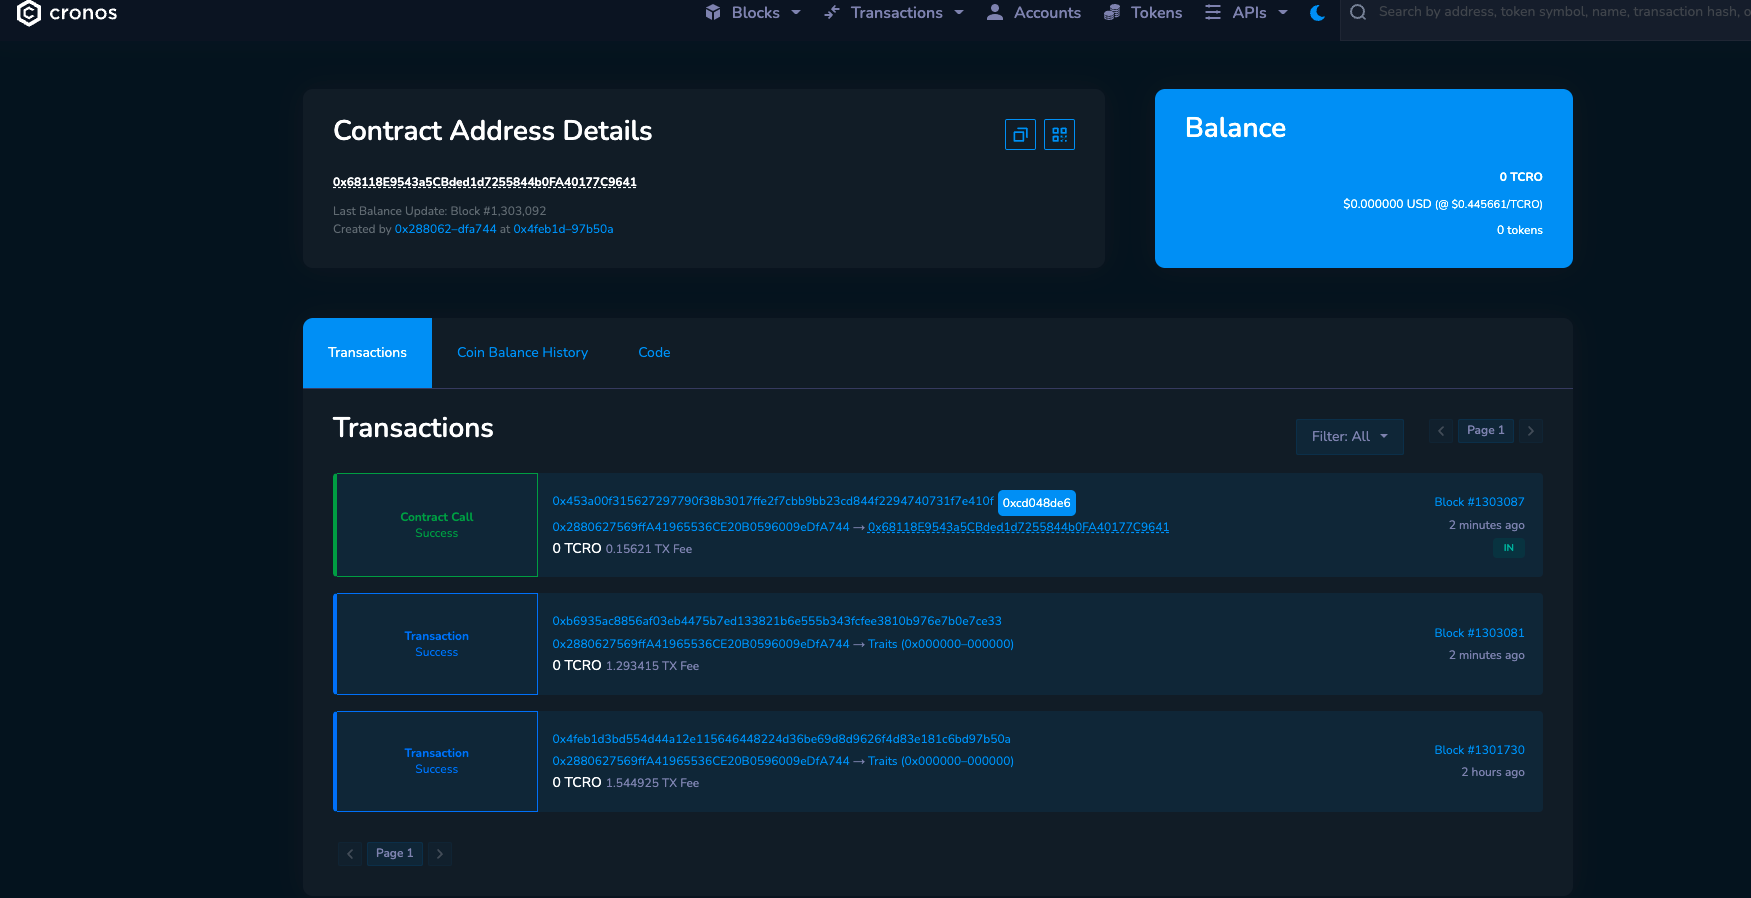 cronos
Blocks Transactions Accounts Tokens APIs Search by address, token symbol, name, transaction hash, o
Contract Address Details
0x68118E9543a5CBded1d7255844b0FA40177C9641
Last Balance Update: Block #1,303,092
Created by 0x288062–dfa744 at 0x4feb1d–97b50a
Balance
0 TCRO
$0.000000 USD (@ $0.445661/TCRO)
0 tokens
Transactions Coin Balance History Code
Transactions
Filter: All Page 1
Contract Call
Success
0x453a00f315627297790f38b3017ffe2f7cbb9bb23cd844f2294740731f7e410f 0xcd048de6
0x2880627569ffA41965536CE20B0596009eDfA744 → 0x68118E9543a5CBded1d7255844b0FA40177C9641
0 TCRO 0.15621 TX Fee
Block #1303087
2 minutes ago
IN
Transaction
Success
0xb6935ac8856af03eb4475b7ed133821b6e555b343fcfee3810b976e7b0e7ce33
0x2880627569ffA41965536CE20B0596009eDfA744 → Traits (0x000000–000000)
0 TCRO 1.293415 TX Fee
Block #1303081
2 minutes ago
Transaction
Success
0x4feb1d3bd554d44a12e115646448224d36be69d8d9626f4d83e181c6bd97b50a
0x2880627569ffA41965536CE20B0596009eDfA744 → Traits (0x000000–000000)
0 TCRO 1.544925 TX Fee
Block #1301730
2 hours ago
Page 1